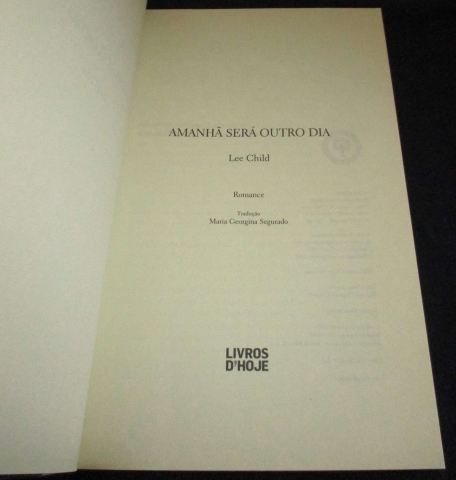 AMANHÃ SERÁ OUTRO DIA
Lee Child
Romance
Tradução
Maria Georgina Segurado
LIVROS
D'HOJE